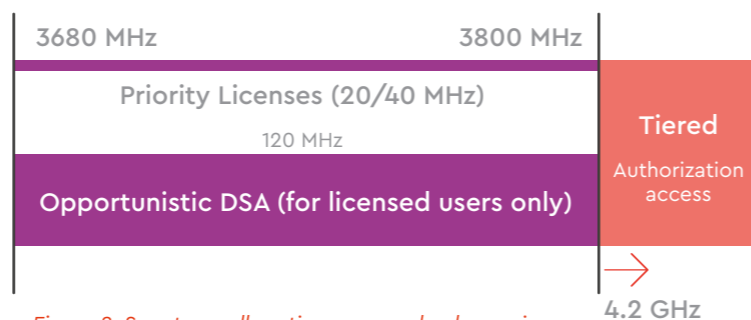 3680 MHz
3800 MHz
Priority Licenses (20/40 MHz)
120 MHz
Opportunistic DSA (for licensed users only)
Tiered
Authorization
access
4.2 GHz